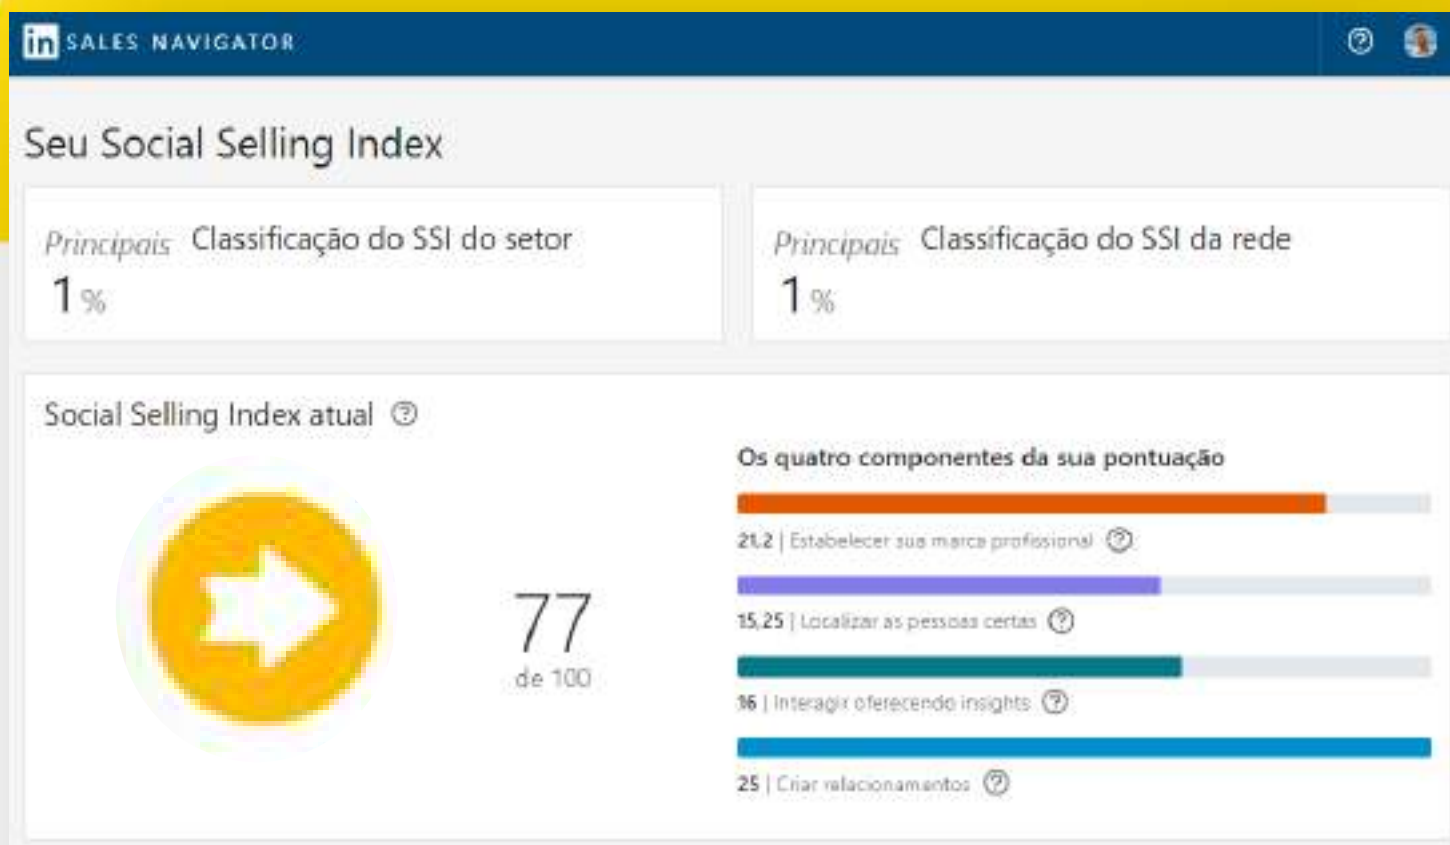 in SALES NAVIGATOR
Seu Social Selling Index
Principais Classificação do SSI do setor
1%
Principais Classificação do SSI da rede
1%
Social Selling Index atual
77
de 100
Os quatro componentes da sua pontuação
21,2 | Estabelecer sua marca profissional
15,25 | Localizar as pessoas certas
16 | Interagir oferecendo insights
25 | Criar relacionamentos